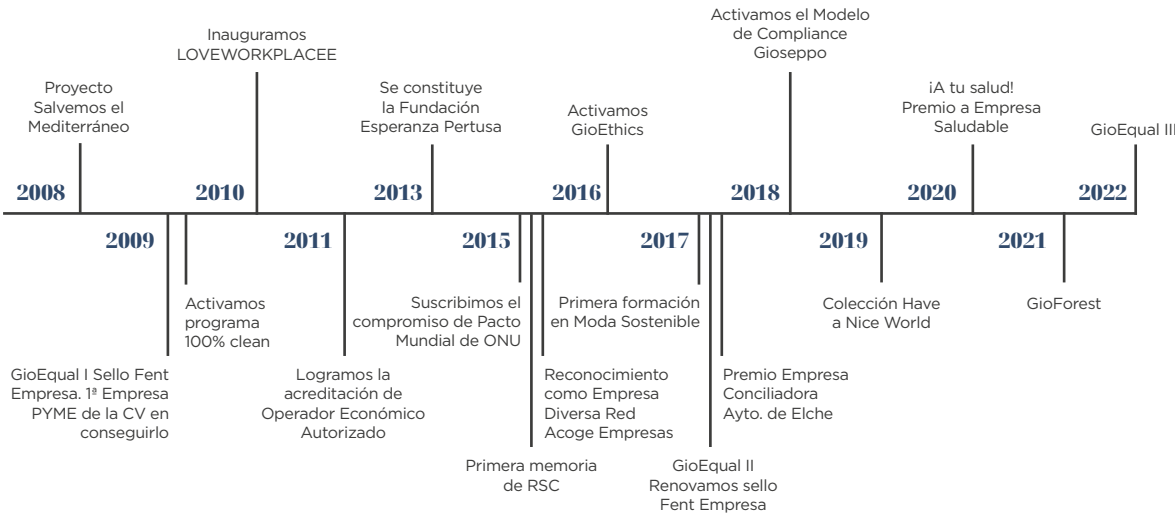 2008
Proyecto
Salvemos el
Mediterráneo
2009
GioEqual I Sello Fent
Empresa. 1ª Empresa
PYME de la CV en
conseguirlo
Activamos
programa
100% clean
2010
Inauguramos
LOVEWORKPLACEE
2011
Logramos la
acreditación de
Operador Económico
Autorizado
2013
Se constituye
la Fundación
Esperanza Pertusa
2015
Suscribimos el
compromiso de Pacto
Mundial de ONU
Primera memoria
de RSC
Reconocimiento
como Empresa
Diversa Red
Acoge Empresas
2016
Activamos
GioEthics
2017
Primera formación
en Moda Sostenible
GioEqual II
Renovamos sello
Fent Empresa
Premio Empresa
Conciliadora
Ayto. de Elche
2018
Activamos el Modelo
de Compliance
Gioseppo
2019
Colección Have
a Nice World
2020
¡A tu salud!
Premio a Empresa
Saludable
2021
GioForest
2022
GioEqual III